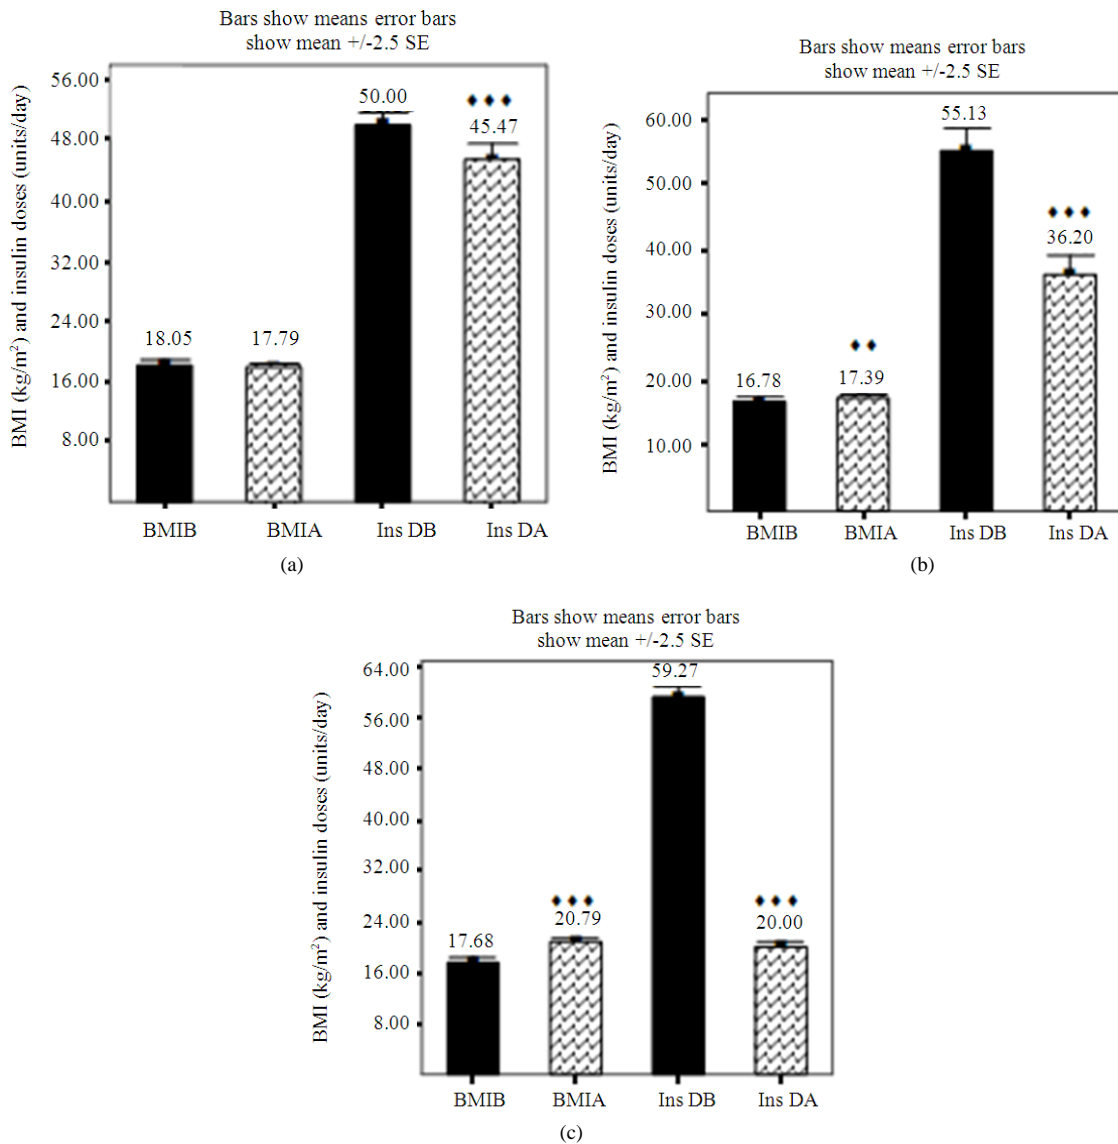 Bars show means error bars
show mean +/-2.5 SE
BMI (kg/m²) and insulin doses (units/day)
56.00
48.00
40.00
32.00
24.00
16.00
8.00
18.05
17.79
50.00
♦♦♦
45.47
BMIB BMIA Ins DB Ins DA
(a)
Bars show means error bars
show mean +/-2.5 SE
BMI (kg/m²) and insulin doses (units/day)
60.00
50.00
40.00
30.00
20.00
10.00
16.78
♦♦
17.39
55.13
♦♦♦
36.20
BMIB BMIA Ins DB Ins DA
(b)
Bars show means error bars
show mean +/-2.5 SE
BMI (kg/m²) and insulin doses (units/day)
64.00
56.00
48.00
40.00
32.00
24.00
16.00
8.00
17.68
♦♦♦
20.79
59.27
♦♦♦
20.00
BMIB BMIA Ins DB Ins DA
(c)